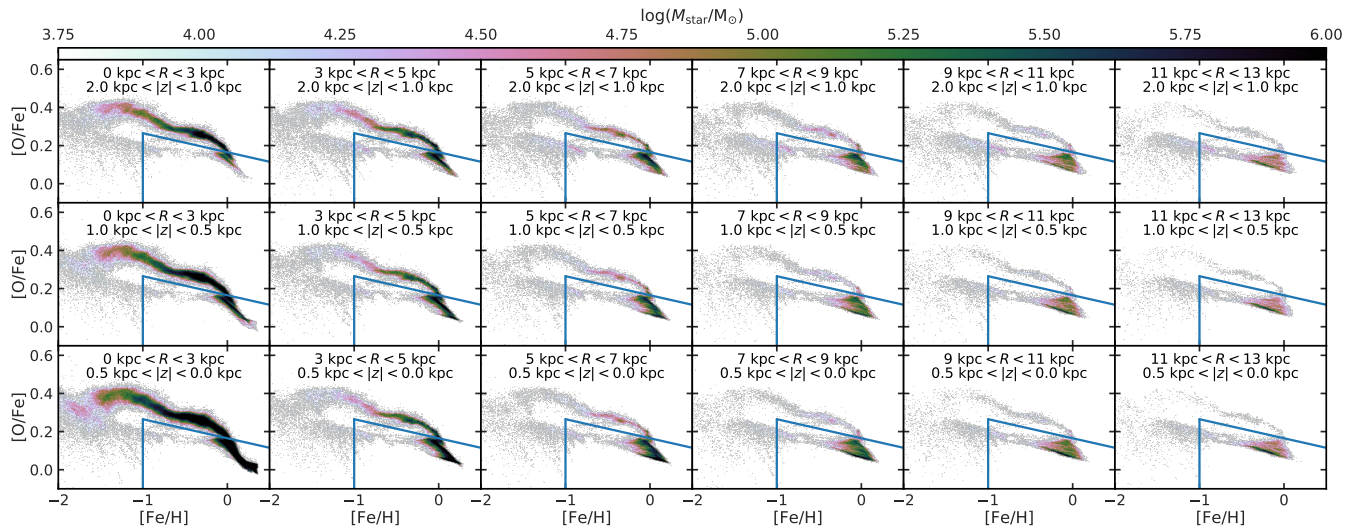 log(M_star/M_⊙)
3.75 4.00 4.25 4.50 4.75 5.00 5.25 5.50 5.75 6.00
0 kpc < R < 3 kpc 3 kpc < R < 5 kpc 5 kpc < R < 7 kpc 7 kpc < R < 9 kpc 9 kpc < R < 11 kpc 11 kpc < R < 13 kpc
2.0 kpc < |z| < 1.0 kpc 2.0 kpc < |z| < 1.0 kpc 2.0 kpc < |z| < 1.0 kpc 2.0 kpc < |z| < 1.0 kpc 2.0 kpc < |z| < 1.0 kpc 2.0 kpc < |z| < 1.0 kpc
0.6
0.4
[O/Fe]
0.2
0.0
0 kpc < R < 3 kpc 3 kpc < R < 5 kpc 5 kpc < R < 7 kpc 7 kpc < R < 9 kpc 9 kpc < R < 11 kpc 11 kpc < R < 13 kpc
1.0 kpc < |z| < 0.5 kpc 1.0 kpc < |z| < 0.5 kpc 1.0 kpc < |z| < 0.5 kpc 1.0 kpc < |z| < 0.5 kpc 1.0 kpc < |z| < 0.5 kpc 1.0 kpc < |z| < 0.5 kpc
0.6
0.4
[O/Fe]
0.2
0.0
0 kpc < R < 3 kpc 3 kpc < R < 5 kpc 5 kpc < R < 7 kpc 7 kpc < R < 9 kpc 9 kpc < R < 11 kpc 11 kpc < R < 13 kpc
0.5 kpc < |z| < 0.0 kpc 0.5 kpc < |z| < 0.0 kpc 0.5 kpc < |z| < 0.0 kpc 0.5 kpc < |z| < 0.0 kpc 0.5 kpc < |z| < 0.0 kpc 0.5 kpc < |z| < 0.0 kpc
0.6
0.4
[O/Fe]
0.2
0.0
−2 −1 0 −2 −1 0 −2 −1 0 −2 −1 0 −2 −1 0 −2 −1 0
[Fe/H] [Fe/H] [Fe/H] [Fe/H] [Fe/H] [Fe/H]